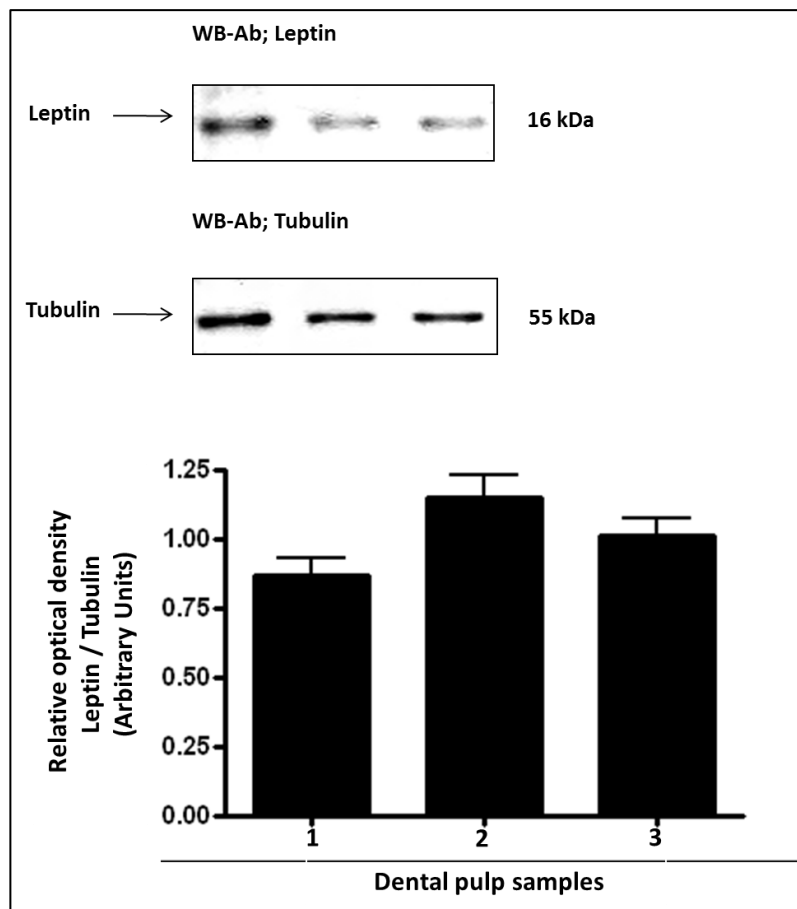 WB-Ab; Leptin
Leptin
16 kDa
WB-Ab; Tubulin
Tubulin
55 kDa
Relative optical density
Leptin / Tubulin
(Arbitrary Units)
1.25
1.00
0.75
0.50
0.25
0.00
1 2 3
Dental pulp samples